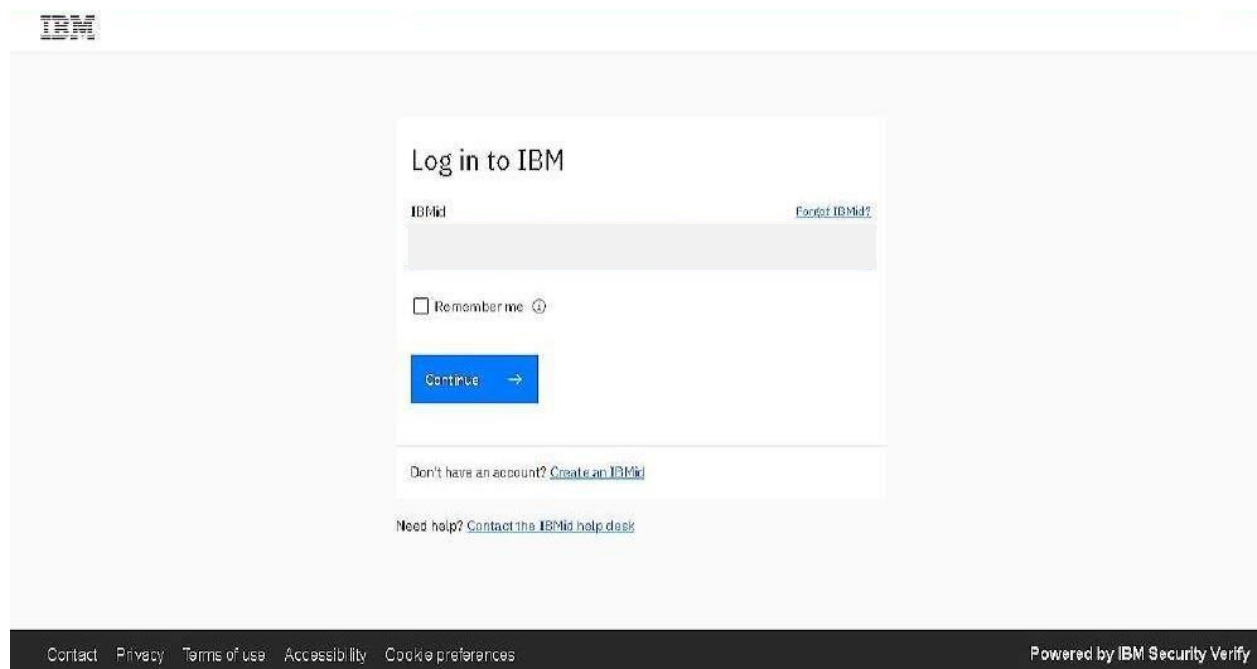 IBM
Log in to IBM
IBMid Forgot IBMid?
Remember me
Continue →
Don't have an account? Create an IBMid
Need help? Contact the IBMid help desk
Contact Privacy Terms of use Accessibility Cookie preferences Powered by IBM Security Verify